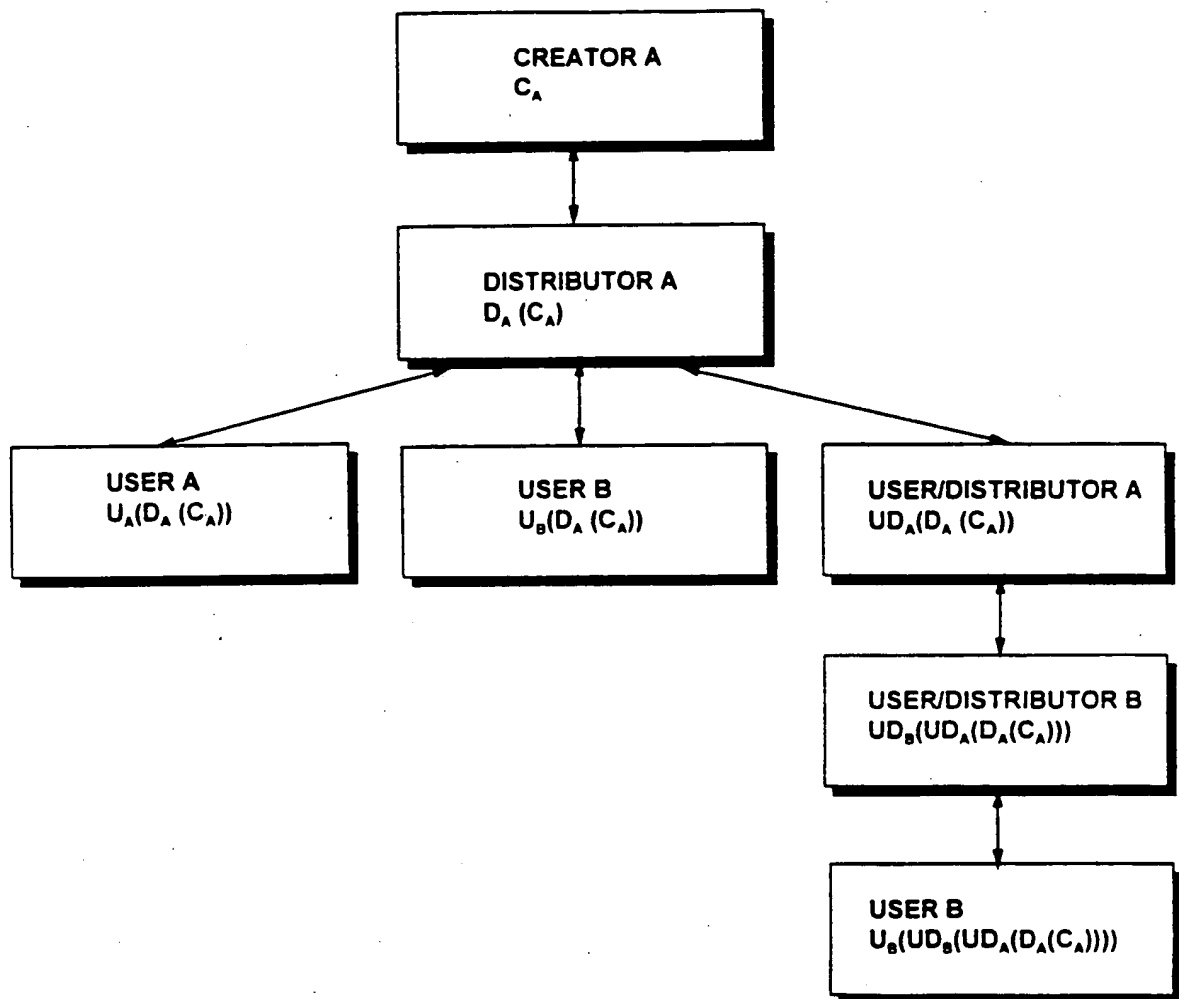 CREATOR A
C_A
DISTRIBUTOR A
D_A (C_A)
USER A
U_A(D_A (C_A))
USER B
U_B(D_A (C_A))
USER/DISTRIBUTOR A
UD_A(D_A (C_A))
USER/DISTRIBUTOR B
UD_B(UD_A(D_A(C_A)))
USER B
U_B(UD_B(UD_A(D_A(C_A))))